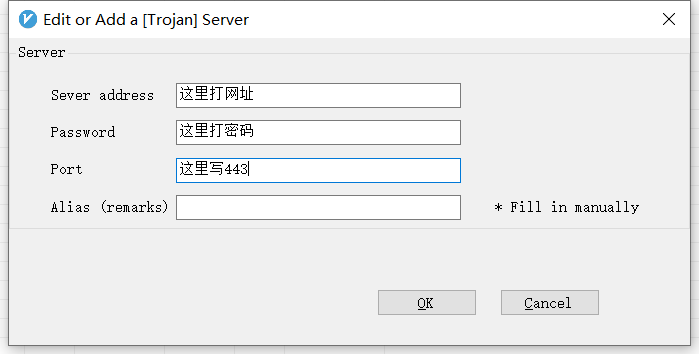 Edit or Add a [Trojan] Server
Server
Sever address 这里打网址
Password 这里打密码
Port 这里写443
Alias (remarks) * Fill in manually
OK Cancel